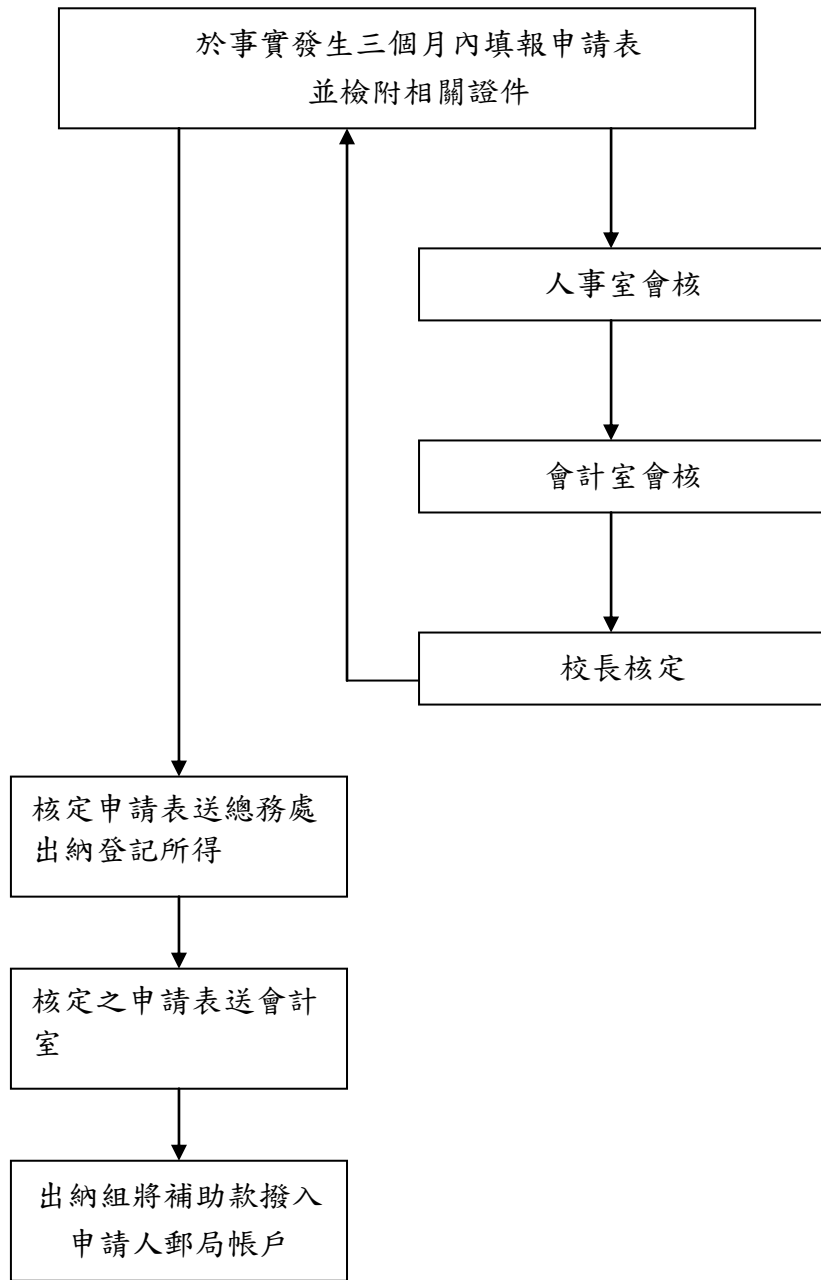 於事實發生三個月內填報申請表
並檢附相關證件
人事室會核
會計室會核
校長核定
核定申請表送總務處
出納登記所得
核定之申請表送會計
室
出納組將補助款撥入
申請人郵局帳戶